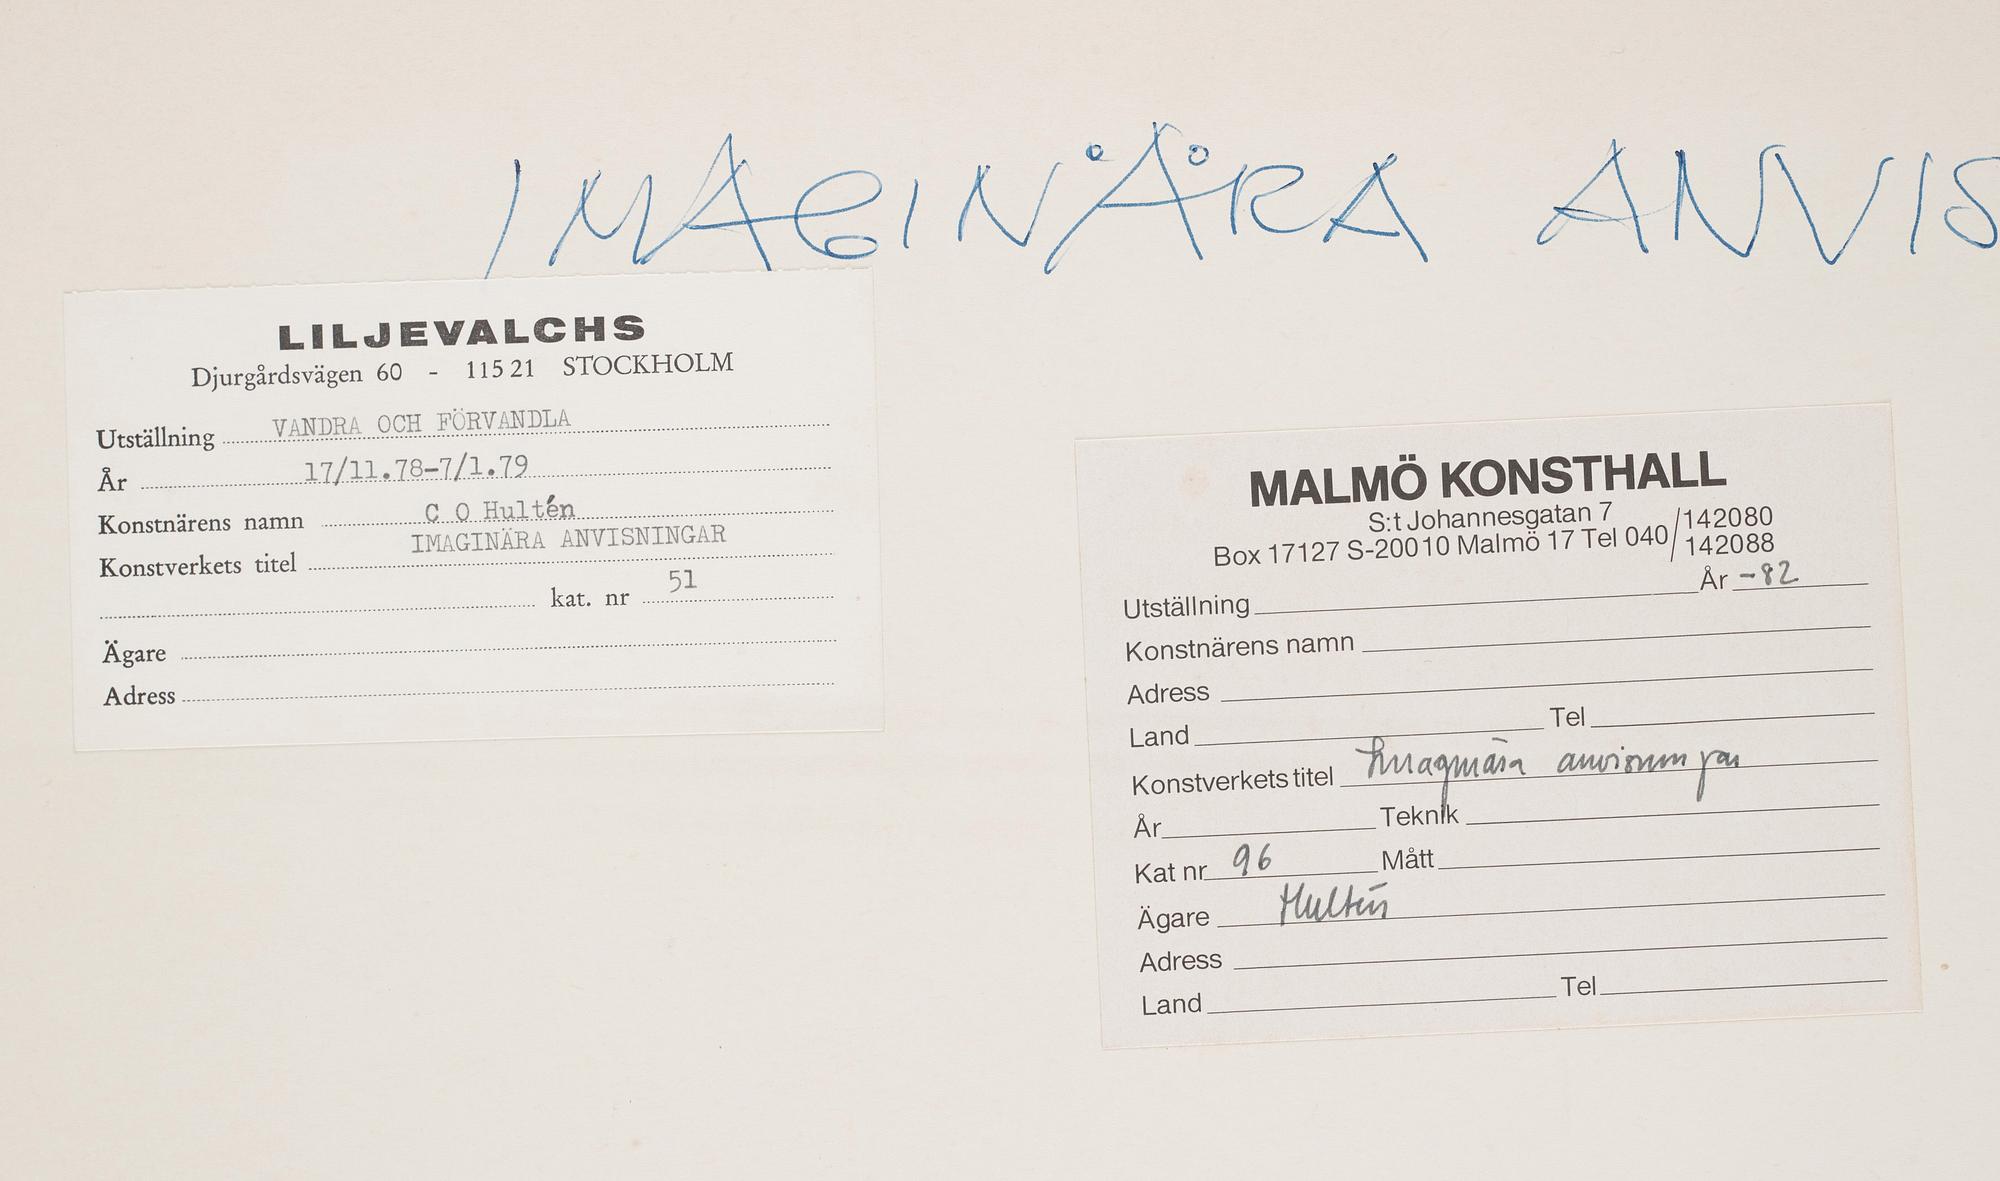 IMAGINÄRA ANVIS
LILJEVALCHS
Djurgårdsvägen 60 - 115 21 STOCKHOLM
Utställning VANDRA OCH FÖRVANDLA
År 17/11.78-7/1.79
Konstnärens namn C O Hultén
Konstverkets titel IMAGINÄRA ANVISNINGAR
kat. nr 51
Ägare
Adress
MALMÖ KONSTHALL
S:t Johannesgatan 7
Box 17127 S-200 10 Malmö 17 Tel 040/142080
142088
Utställning År -82
Konstnärens namn
Adress
Land Tel
Konstverkets titel Imaginära anvisningar
År Teknik
Kat nr 96 Mått
Ägare Hultén
Adress
Land Tel